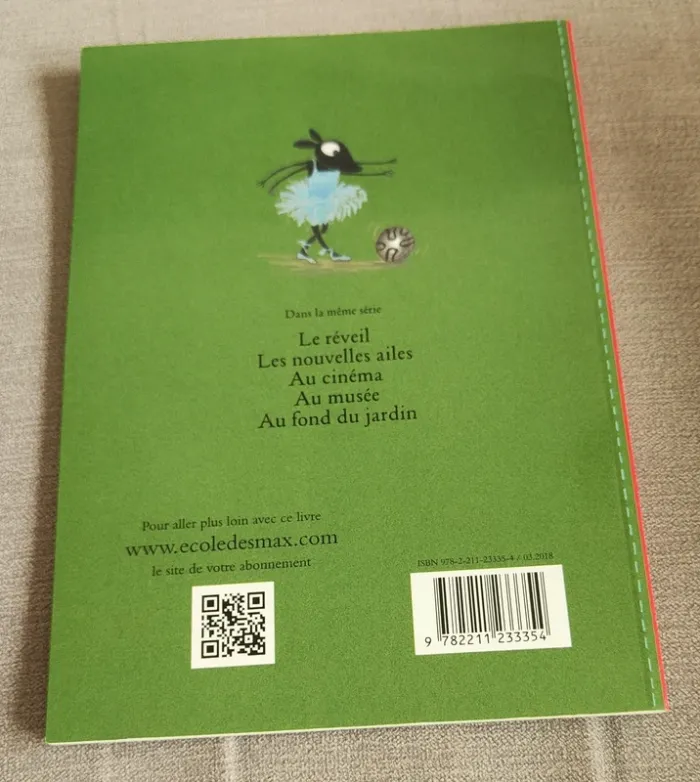 Dans la même série
Le réveil
Les nouvelles ailes
Au cinéma
Au musée
Au fond du jardin
Pour aller plus loin avec ce livre
www.ecoledesmax.com
le site de votre abonnement
ISBN 978-2-211-23335-4 / 03.2018
9 782211 233354